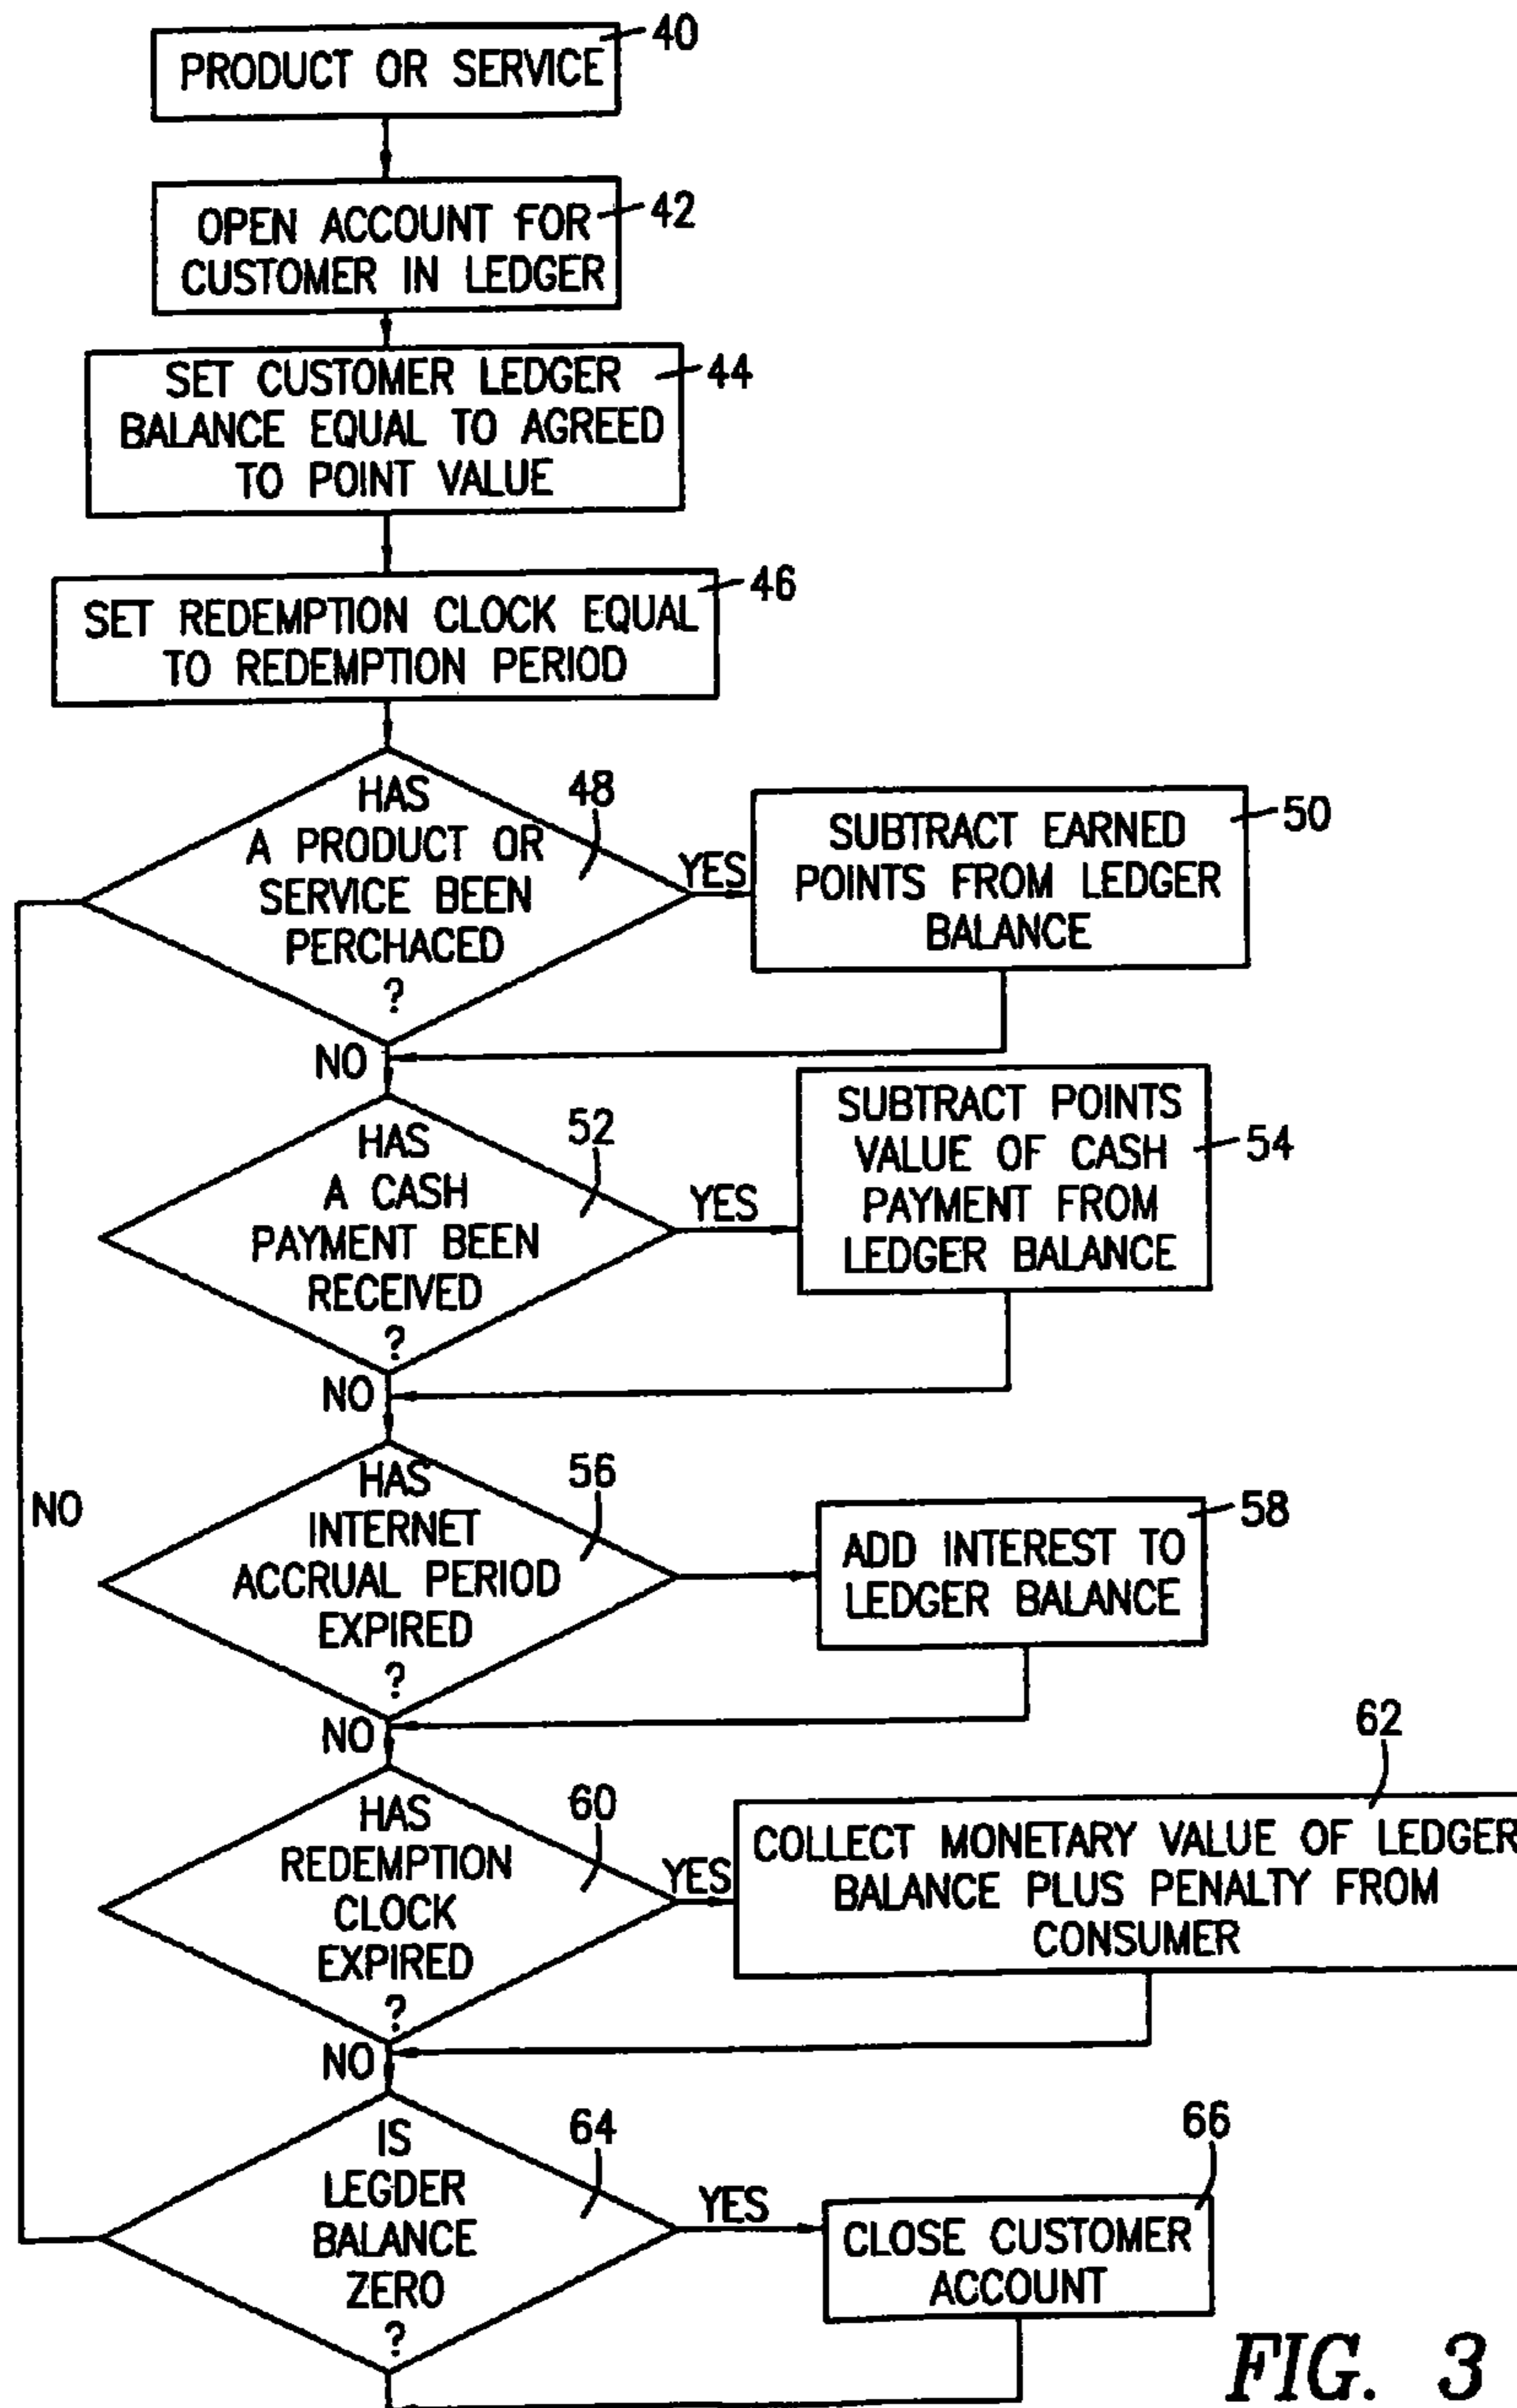 PRODUCT OR SERVICE
40
OPEN ACCOUNT FOR
CUSTOMER IN LEDGER
42
SET CUSTOMER LEDGER
BALANCE EQUAL TO AGREED
TO POINT VALUE
44
SET REDEMPTION CLOCK EQUAL
TO REDEMPTION PERIOD
46
HAS
A PRODUCT OR
SERVICE BEEN
PERCHACED
?
48
YES
SUBTRACT EARNED
POINTS FROM LEDGER
BALANCE
50
NO
HAS
A CASH
PAYMENT BEEN
RECEIVED
?
52
YES
SUBTRACT POINTS
VALUE OF CASH
PAYMENT FROM
LEDGER BALANCE
54
NO
HAS
INTERNET
ACCRUAL PERIOD
EXPIRED
?
56
ADD INTEREST TO
LEDGER BALANCE
58
NO
NO
HAS
REDEMPTION
CLOCK
EXPIRED
?
60
YES
COLLECT MONETARY VALUE OF LEDGER
BALANCE PLUS PENALTY FROM
CONSUMER
62
NO
IS
LEGDER
BALANCE
ZERO
?
64
YES
CLOSE CUSTOMER
ACCOUNT
66
FIG. 3